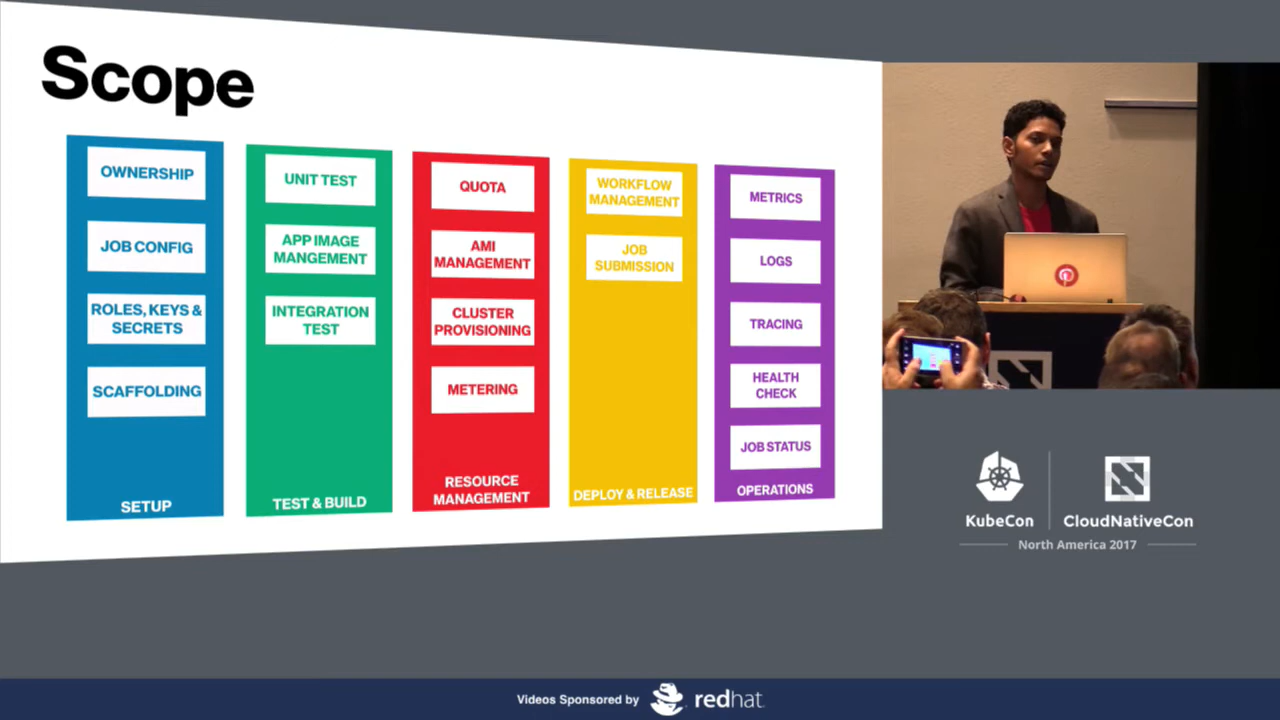 Scope
OWNERSHIP
JOB CONFIG
ROLES, KEYS &
SECRETS
SCAFFOLDING
SETUP
UNIT TEST
APP IMAGE
MANGEMENT
INTEGRATION
TEST
TEST & BUILD
QUOTA
AMI
MANAGEMENT
CLUSTER
PROVISIONING
METERING
RESOURCE
MANAGEMENT
WORKFLOW
MANAGEMENT
JOB
SUBMISSION
DEPLOY & RELEASE
METRICS
LOGS
TRACING
HEALTH
CHECK
JOB STATUS
OPERATIONS
KubeCon
CloudNativeCon
North America 2017
Videos Sponsored by
redhat.